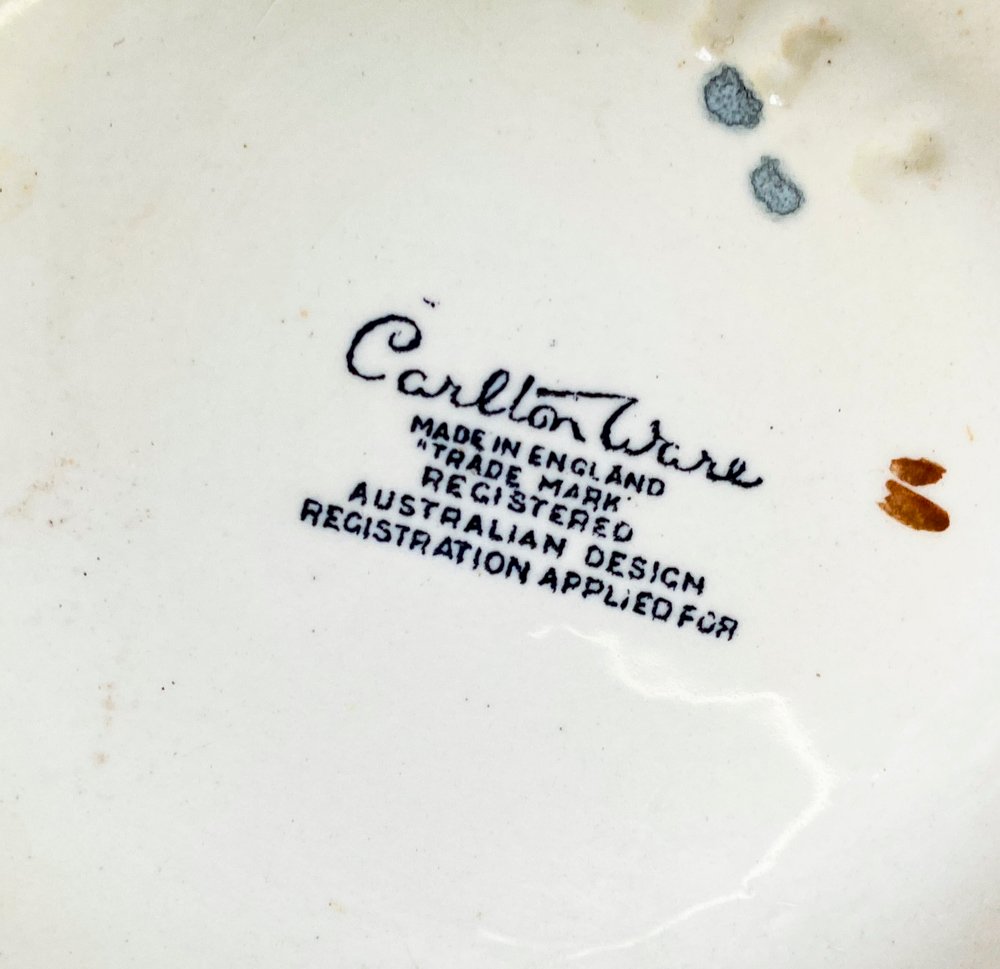 Carlton Ware
MADE IN ENGLAND
"TRADE MARK"
REGISTERED
AUSTRALIAN DESIGN
REGISTRATION APPLIED FOR